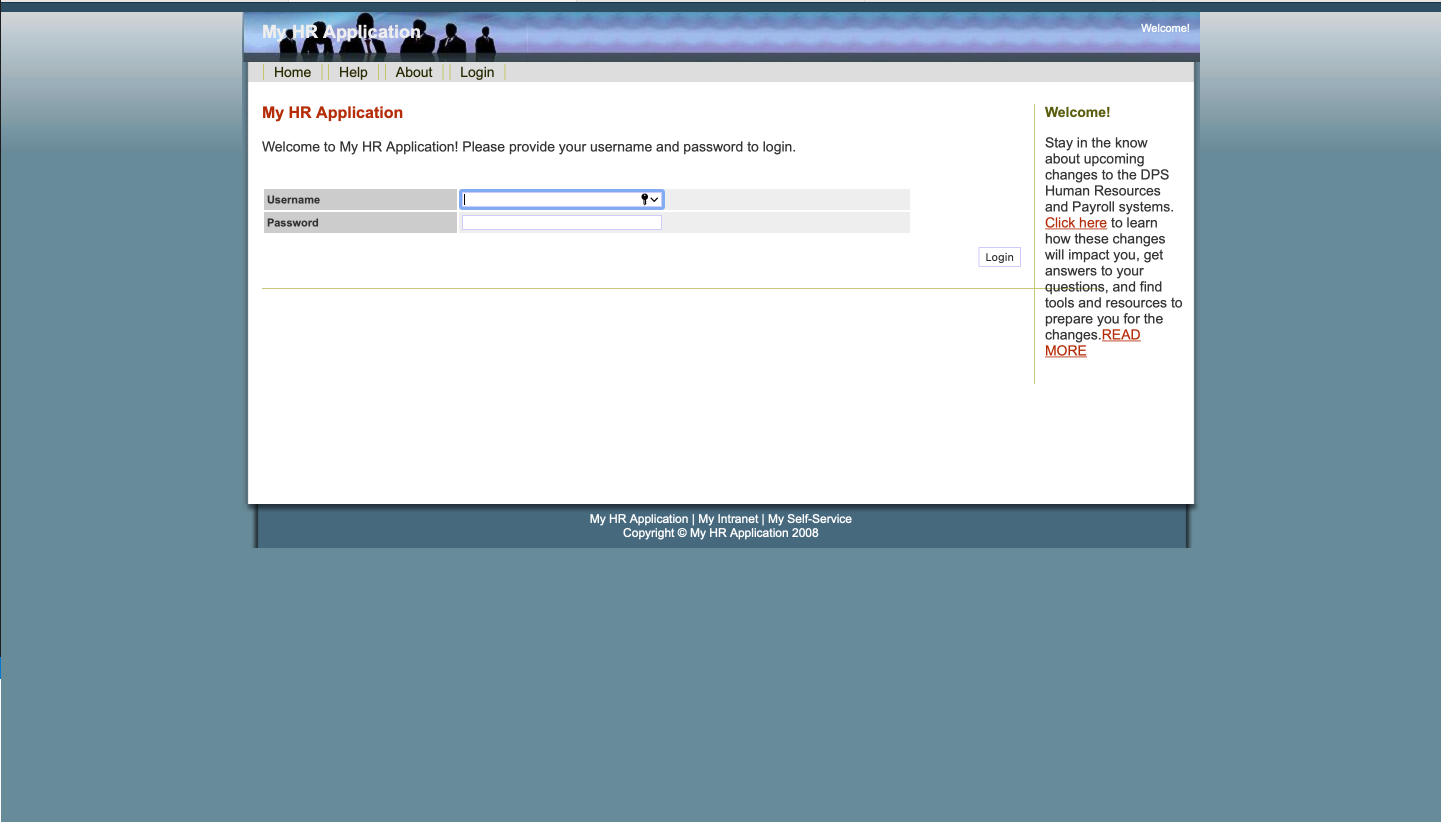 My HR Application
Welcome!
Home
Help
About
Login
My HR Application
Welcome to My HR Application! Please provide your username and password to login.
Username
Password
Login
Welcome!
Stay in the know
about upcoming
changes to the DPS
Human Resources
and Payroll systems.
Click here to learn
how these changes
will impact you, get
answers to your
questions, and find
tools and resources to
prepare you for the
changes.READ
MORE
My HR Application | My Intranet | My Self-Service
Copyright © My HR Application 2008